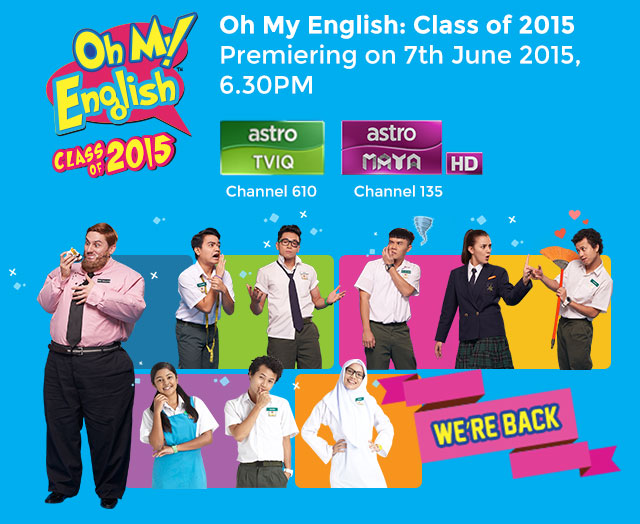 Oh My!
English
TM
CLASS
OF 2015
Oh My English: Class of 2015
Premiering on 7th June 2015,
6.30PM
astro
TVIQ
Channel 610
astro
MAYA HD
Channel 135
WE'RE BACK